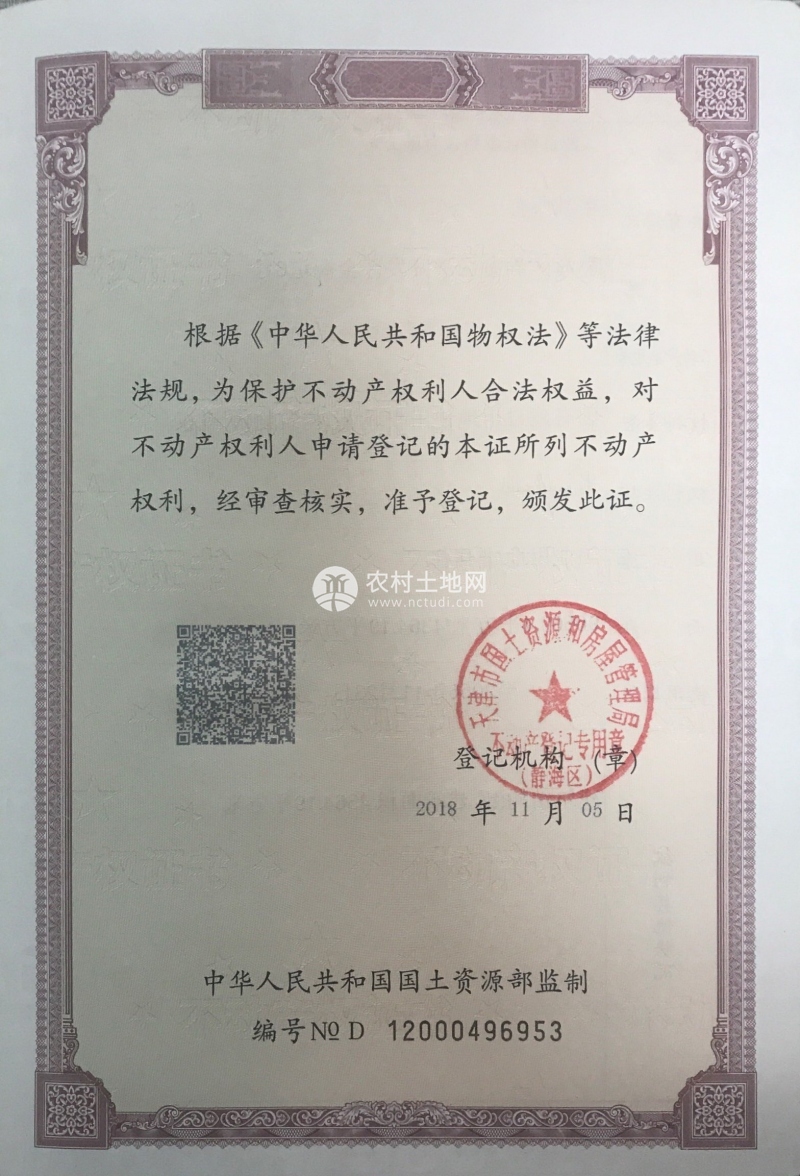 根据《中华人民共和国物权法》等法律
法规，为保护不动产权利人合法权益，对
不动产权利人申请登记的本证所列不动产
权利，经审查核实，准予登记，颁发此证。
农村土地网
www.nctudi.com
天津市国土资源和房屋管理局
不动产登记专用章
(静海区)
登记机构 (章)
2018 年 11 月 05 日
中华人民共和国国土资源部监制
编号 № D 12000496953